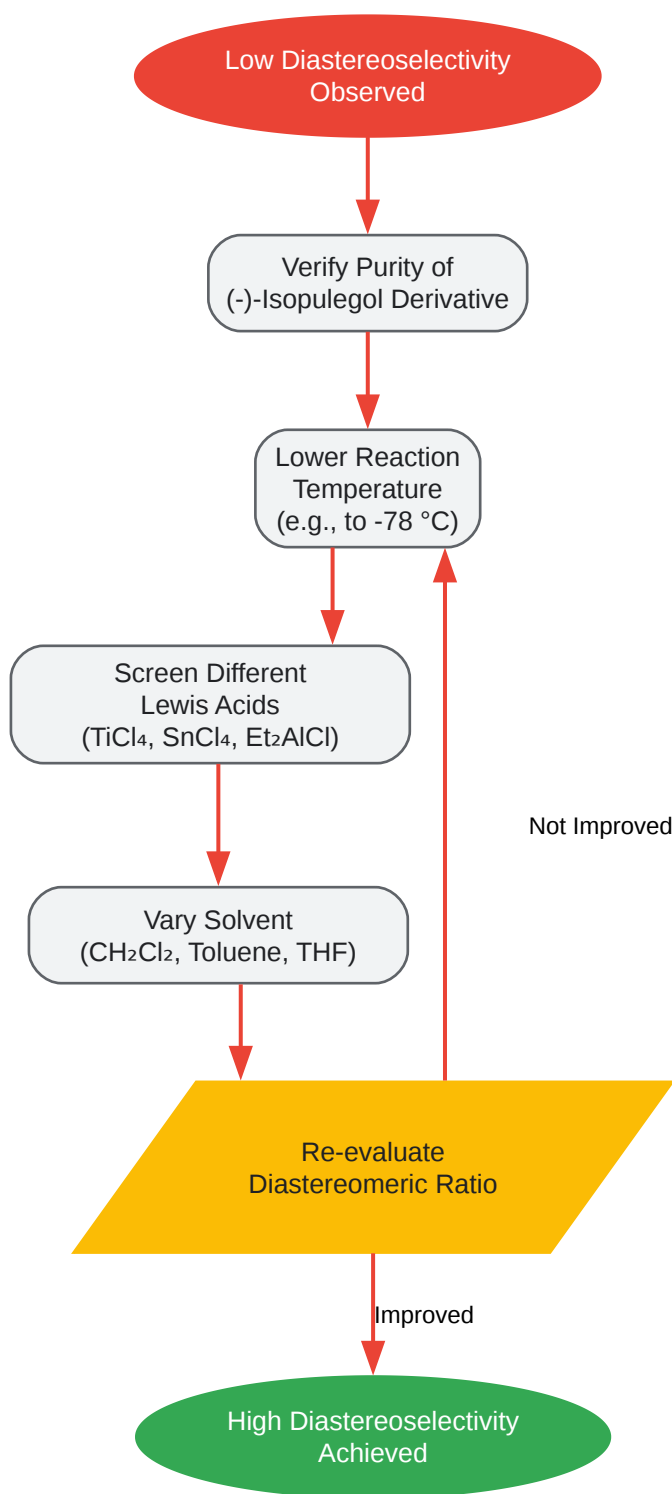 Low Diastereoselectivity
Observed
Verify Purity of
(-)-Isopulegol Derivative
Lower Reaction
Temperature
(e.g., to -78 °C)
Screen Different
Lewis Acids
(TiCl₄, SnCl₄, Et₂AlCl)
Not Improved
Vary Solvent
(CH₂Cl₂, Toluene, THF)
Re-evaluate
Diastereomeric Ratio
Improved
High Diastereoselectivity
Achieved